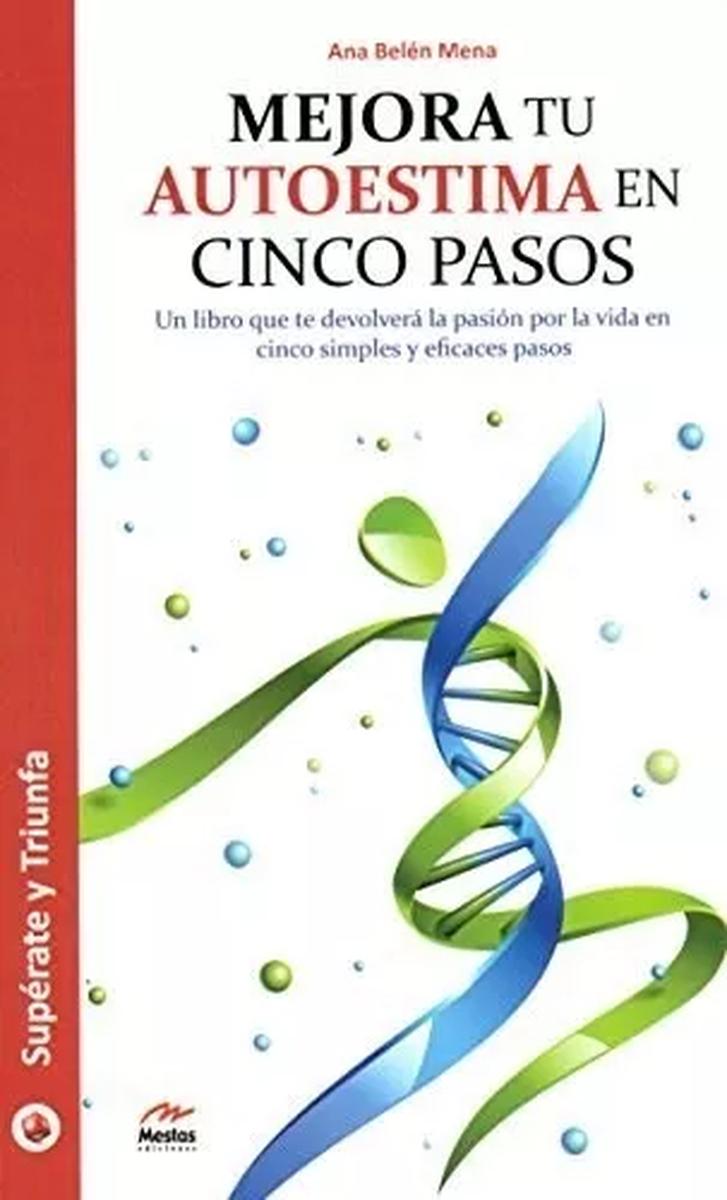 Ana Belén Mena
MEJORA TU
AUTOESTIMA EN
CINCO PASOS
Un libro que te devolverá la pasión por la vida en
cinco simples y eficaces pasos
Supérate y Triunfa
Mestas
ediciones